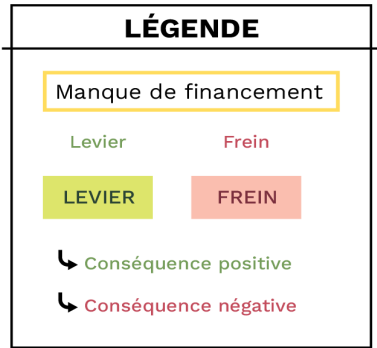 LÉGENDE
Manque de financement
Levier Frein
LEVIER FREIN
Conséquence positive
Conséquence négative